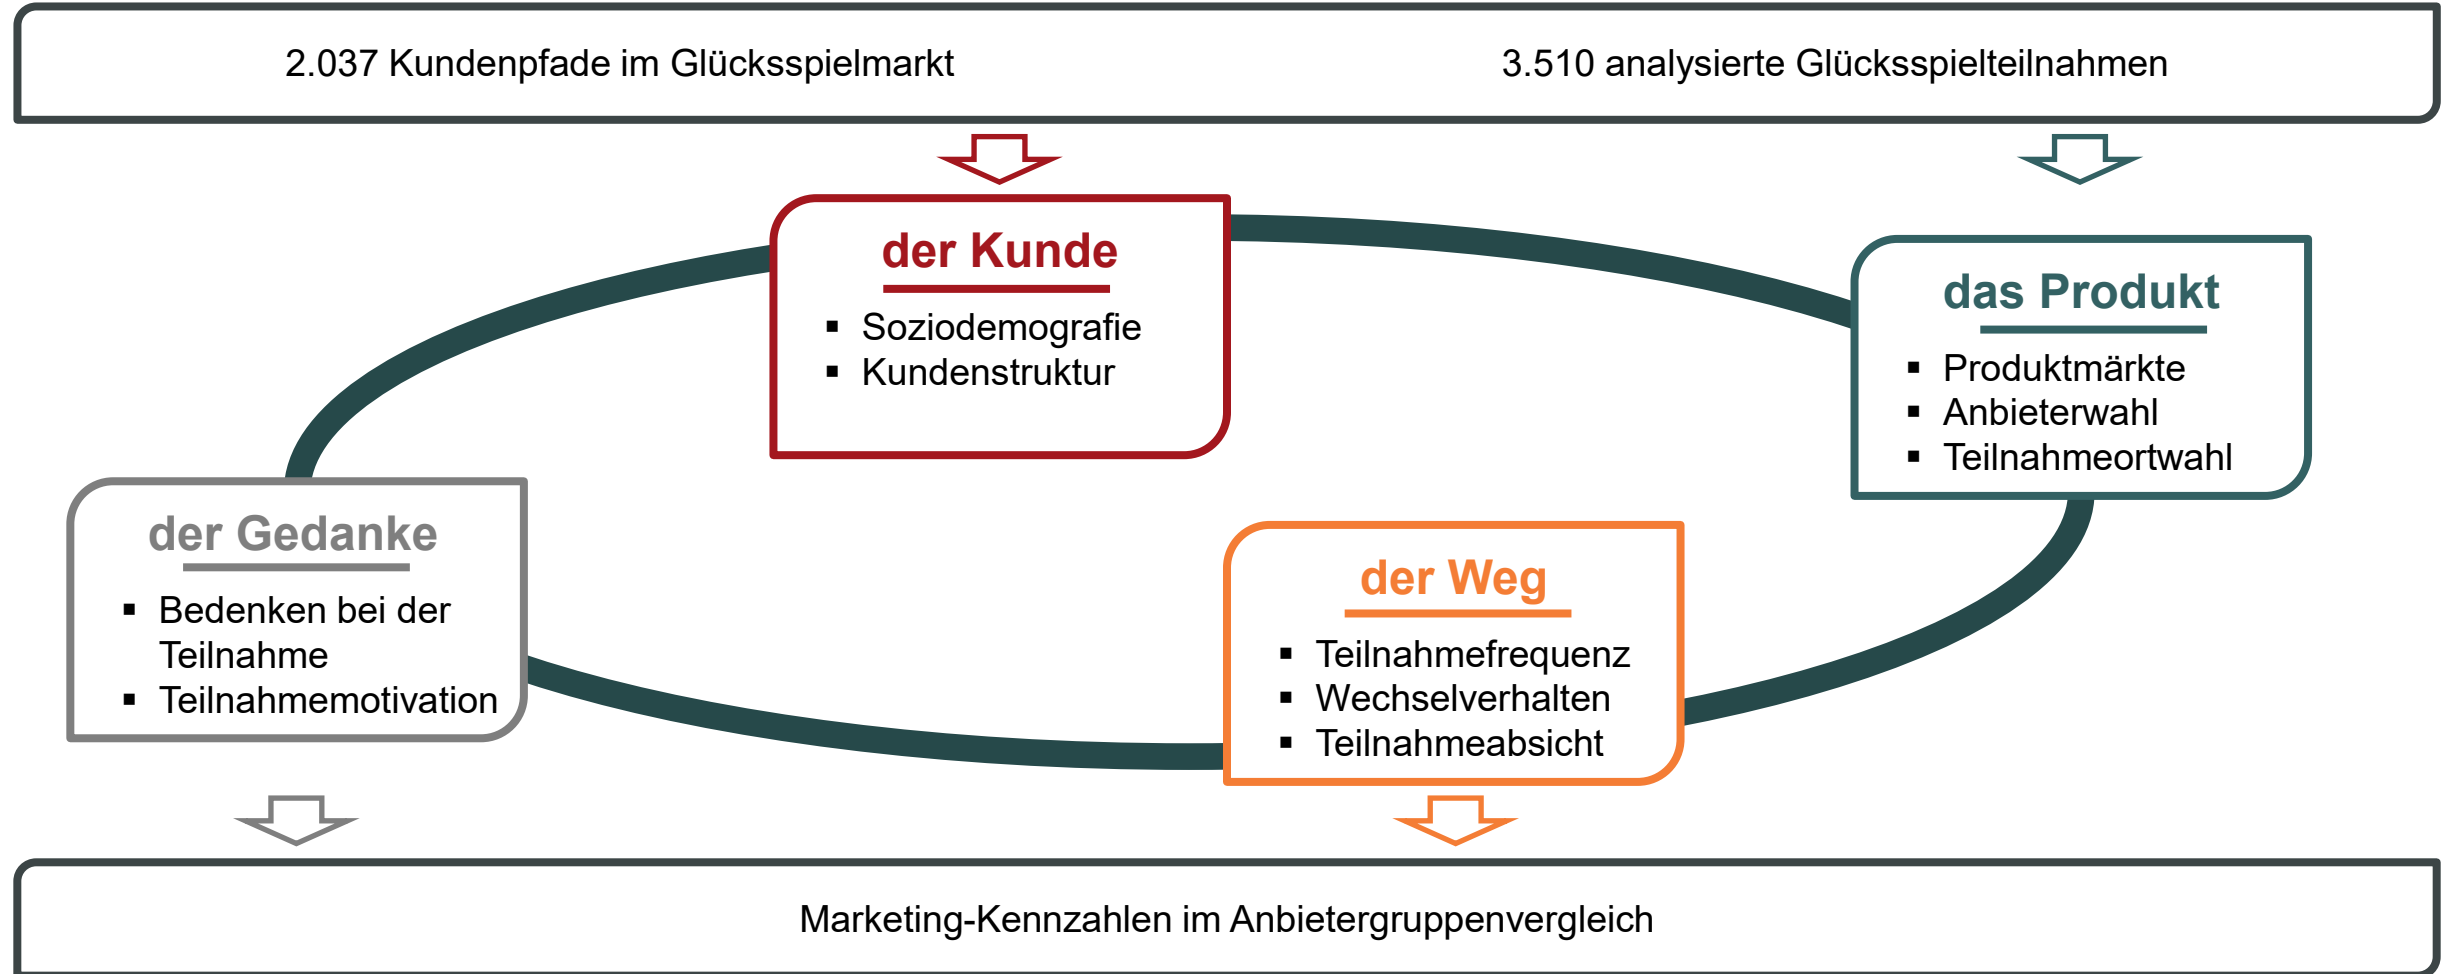 2.037 Kundenpfade im Glücksspielmarkt
3.510 analysierte Glücksspielteilnahmen
der Kunde
▪ Soziodemografie
▪ Kundenstruktur
das Produkt
▪ Produktmärkte
▪ Anbieterwahl
▪ Teilnahmeortwahl
der Gedanke
▪ Bedenken bei der
Teilnahme
▪ Teilnahmemotivation
der Weg
▪ Teilnahmefrequenz
▪ Wechselverhalten
▪ Teilnahmeabsicht
Marketing-Kennzahlen im Anbietergruppenvergleich